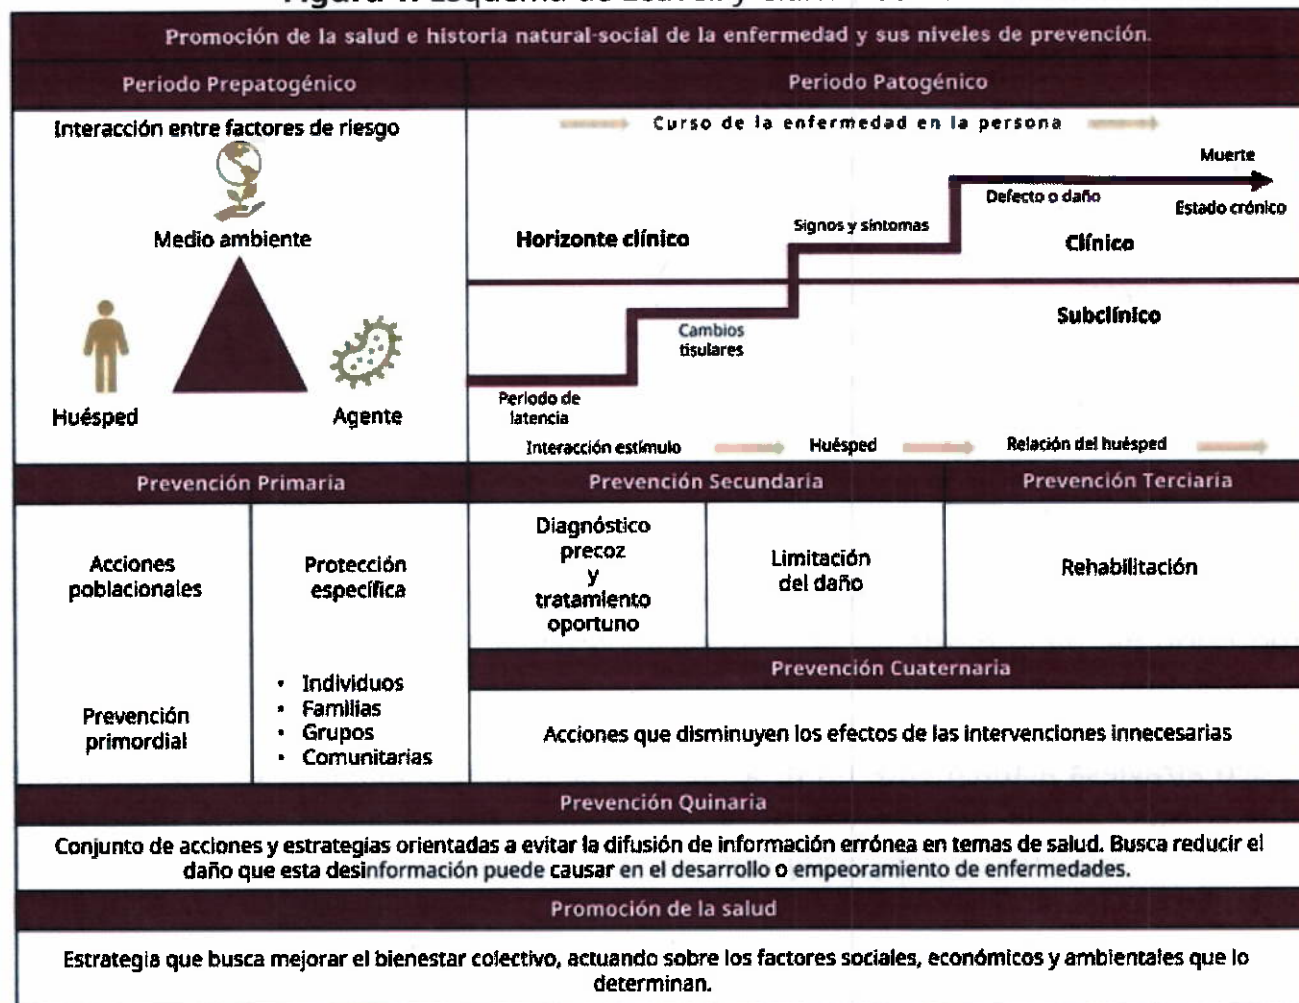 Promoción de la salud e historia natural-social de la enfermedad y sus niveles de prevención.
Periodo Prepatogénico
Periodo Patogénico
Interacción entre factores de riesgo
Medio ambiente
Huésped
Agente
Curso de la enfermedad en la persona
Muerte
Defecto o daño
Estado crónico
Signos y síntomas
Horizonte clínico
Clínico
Subclínico
Cambios
tisulares
Periodo de
latencia
Interacción estímulo
Huésped
Relación del huésped
Prevención Primaria
Prevención Secundaria
Prevención Terciaria
Acciones
poblacionales
Prevención
primordial
Protección
específica
• Individuos
• Familias
• Grupos
• Comunitarias
Diagnóstico
precoz
y
tratamiento
oportuno
Limitación
del daño
Rehabilitación
Prevención Cuaternaria
Acciones que disminuyen los efectos de las intervenciones innecesarias
Prevención Quinaria
Conjunto de acciones y estrategias orientadas a evitar la difusión de información errónea en temas de salud. Busca reducir el
daño que esta desinformación puede causar en el desarrollo o empeoramiento de enfermedades.
Promoción de la salud
Estrategia que busca mejorar el bienestar colectivo, actuando sobre los factores sociales, económicos y ambientales que lo
determinan.